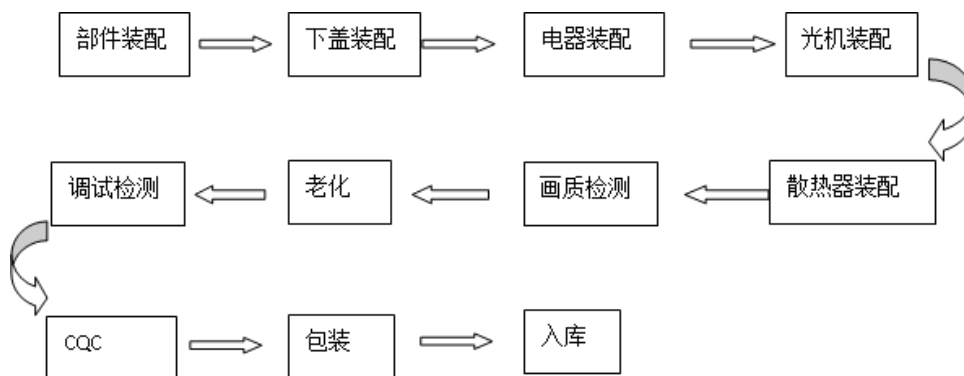 部件装配
下盖装配
电器装配
光机装配
调试检测
老化
画质检测
散热器装配
CQC
包装
入库